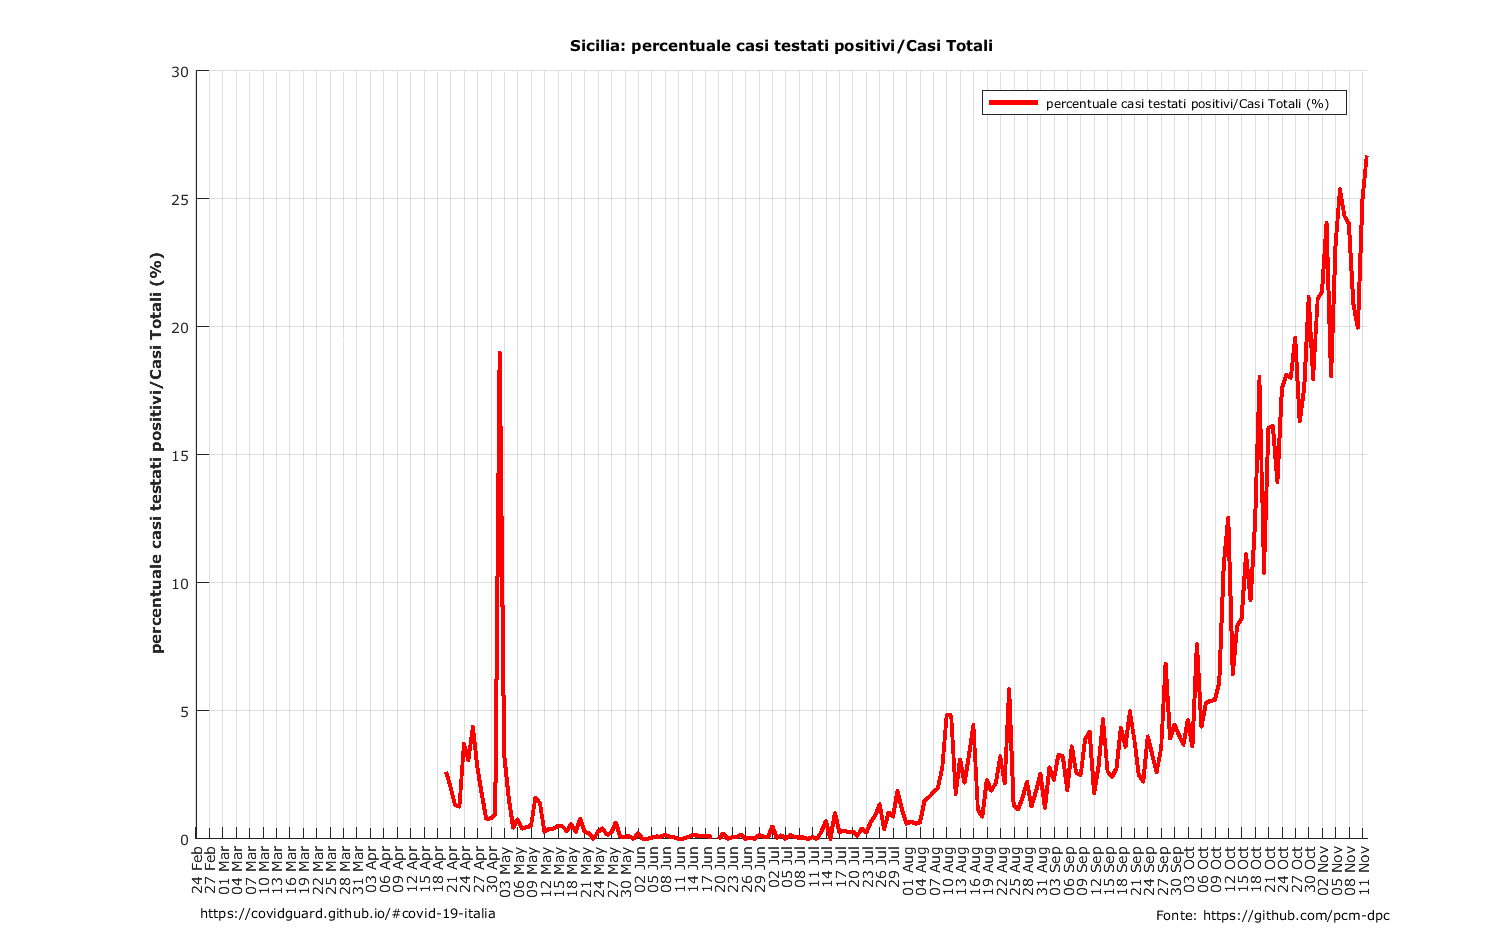 Sicilia: percentuale casi testati positivi/Casi Totali
percentuale casi testati positivi/Casi Totali (%)
percentuale casi testati positivi/Casi Totali (%)
30
25
20
15
10
5
0
24 Feb
27 Feb
01 Mar
04 Mar
07 Mar
10 Mar
13 Mar
16 Mar
19 Mar
22 Mar
25 Mar
28 Mar
31 Mar
03 Apr
06 Apr
09 Apr
12 Apr
15 Apr
18 Apr
21 Apr
24 Apr
27 Apr
30 Apr
03 May
06 May
09 May
12 May
15 May
18 May
21 May
24 May
27 May
30 May
02 Jun
05 Jun
08 Jun
11 Jun
14 Jun
17 Jun
20 Jun
23 Jun
26 Jun
29 Jun
02 Jul
05 Jul
08 Jul
11 Jul
14 Jul
17 Jul
20 Jul
23 Jul
26 Jul
29 Jul
01 Aug
04 Aug
07 Aug
10 Aug
13 Aug
16 Aug
19 Aug
22 Aug
25 Aug
28 Aug
31 Aug
03 Sep
06 Sep
09 Sep
12 Sep
15 Sep
18 Sep
21 Sep
24 Sep
27 Sep
30 Sep
03 Oct
06 Oct
09 Oct
12 Oct
15 Oct
18 Oct
21 Oct
24 Oct
27 Oct
30 Oct
02 Nov
05 Nov
08 Nov
11 Nov
https://covidguard.github.io/#covid-19-italia
Fonte: https://github.com/pcm-dpc